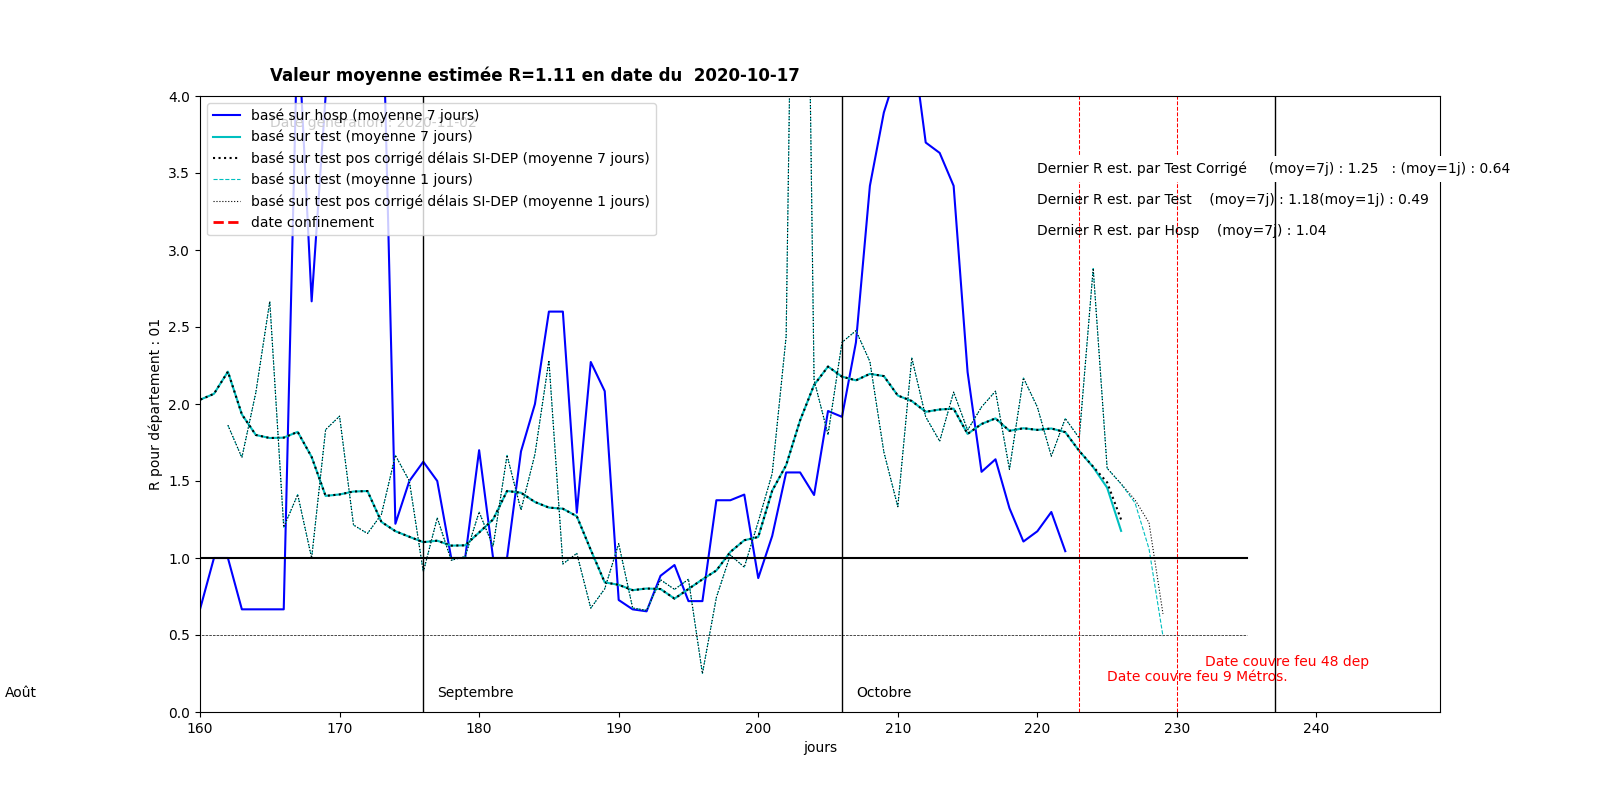 Valeur moyenne estimée R=1.11 en date du  2020-10-17
4.0
basé sur hosp (moyenne 7 jours)
Date génération : 2020-11-02
basé sur test (moyenne 7 jours)
basé sur test pos corrigé délais SI-DEP (moyenne 7 jours)
basé sur test (moyenne 1 jours)
basé sur test pos corrigé délais SI-DEP (moyenne 1 jours)
date confinement
Dernier R est. par Test Corrigé     (moy=7j) : 1.25   : (moy=1j) : 0.64
3.5
Dernier R est. par Test    (moy=7j) : 1.18(moy=1j) : 0.49
Dernier R est. par Hosp    (moy=7j) : 1.04
3.0
2.5
2.0
1.5
1.0
0.5
0.0
R pour département : 01
Date couvre feu 48 dep
Date couvre feu 9 Métros.
Août
Septembre
Octobre
160 170 180 190 200 210 220 230 240
jours